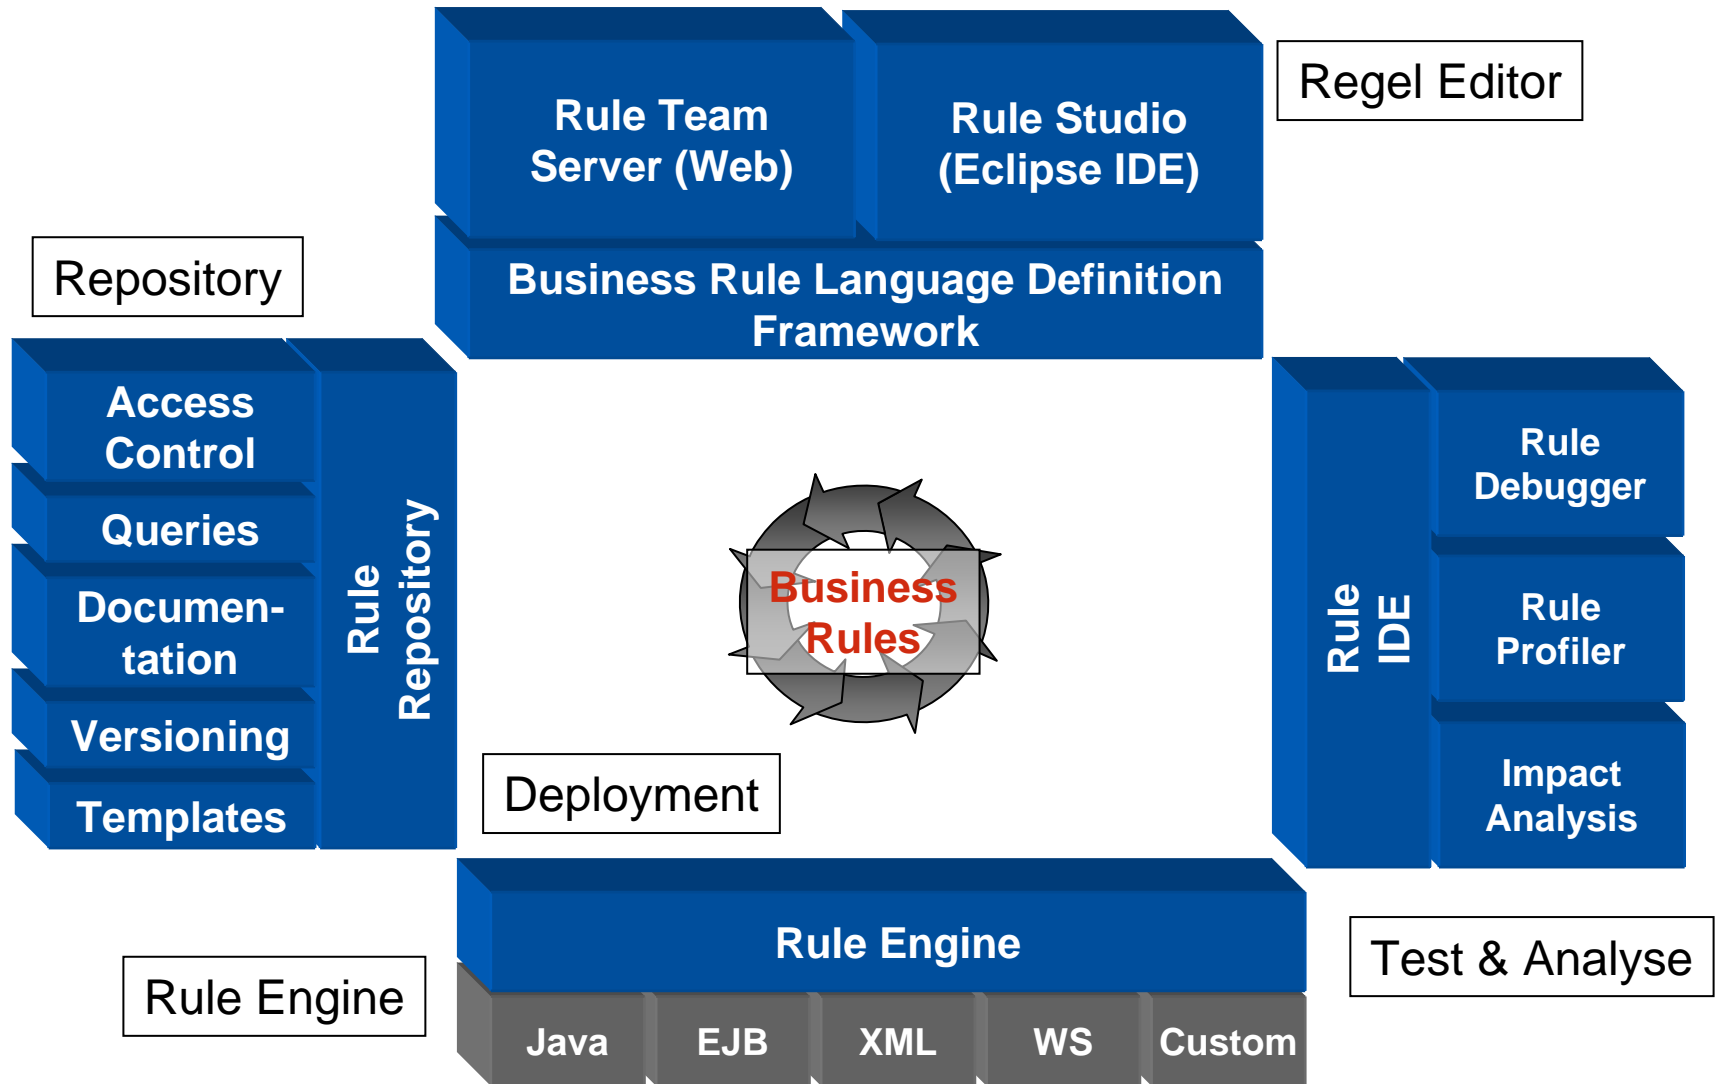 Rule Team
Server (Web)
Rule Studio
(Eclipse IDE)
Regel Editor
Business Rule Language Definition
Framework
Repository
Access
Control
Queries
Documen-
tation
Versioning
Templates
Rule
Repository
Business
Rules
Rule
IDE
Rule
Debugger
Rule
Profiler
Impact
Analysis
Deployment
Rule Engine
Rule Engine
Test & Analyse
Java
EJB
XML
WS
Custom